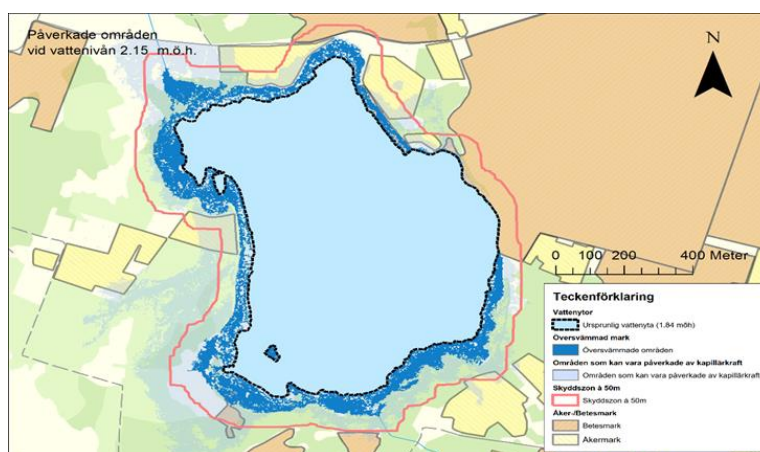 Påverkade områden
vid vattenivån 2.15 m.ö.h.
N
0 100 200 400 Meter
Teckenförklaring
Vattenytor
Ursprunlig vattenyta (1.84 möh)
Översvämmad mark
Översvämmade områden
Områden som kan vara påverkade av kapillärkraft
Områden som kan vara påverkade av kapillärkraft
Skyddszon à 50m
Skyddszon à 50m
Åker-/Betesmark
Betesmark
Åkermark